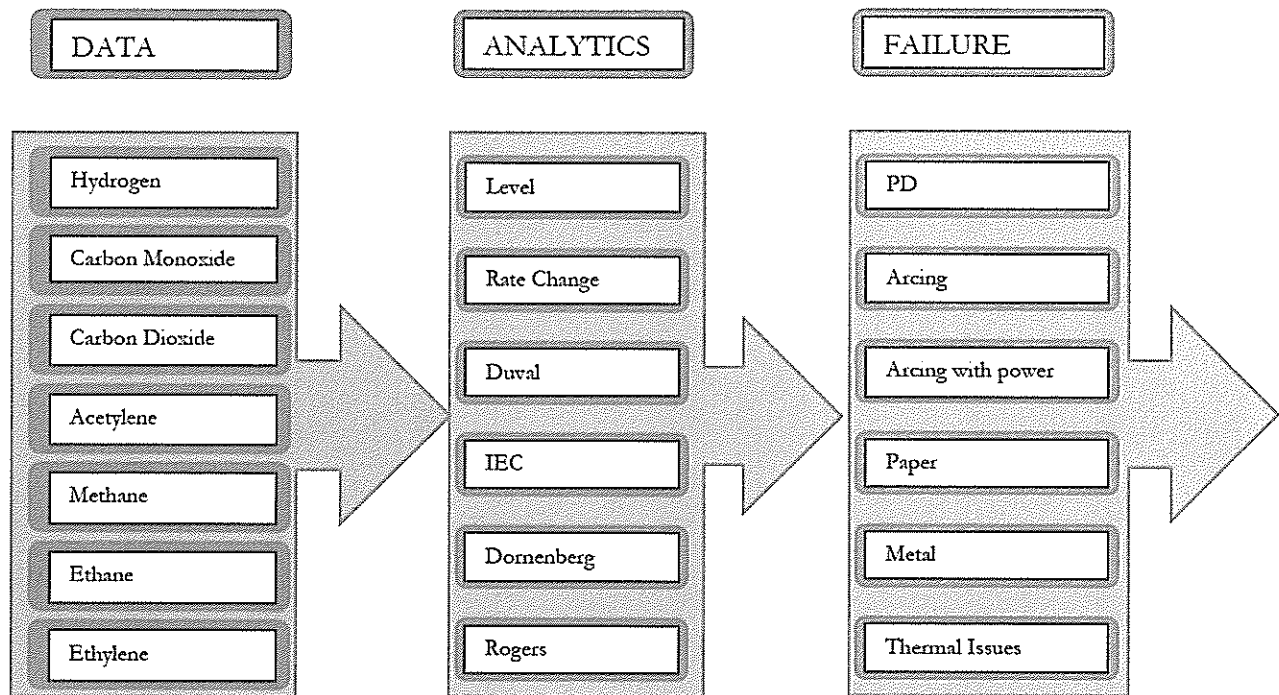 DATA
ANALYTICS
FAILURE
Hydrogen
Carbon Monoxide
Carbon Dioxide
Acetylene
Methane
Ethane
Ethylene
Level
Rate Change
Duval
IEC
Dornenberg
Rogers
PD
Arcing
Arcing with power
Paper
Metal
Thermal Issues